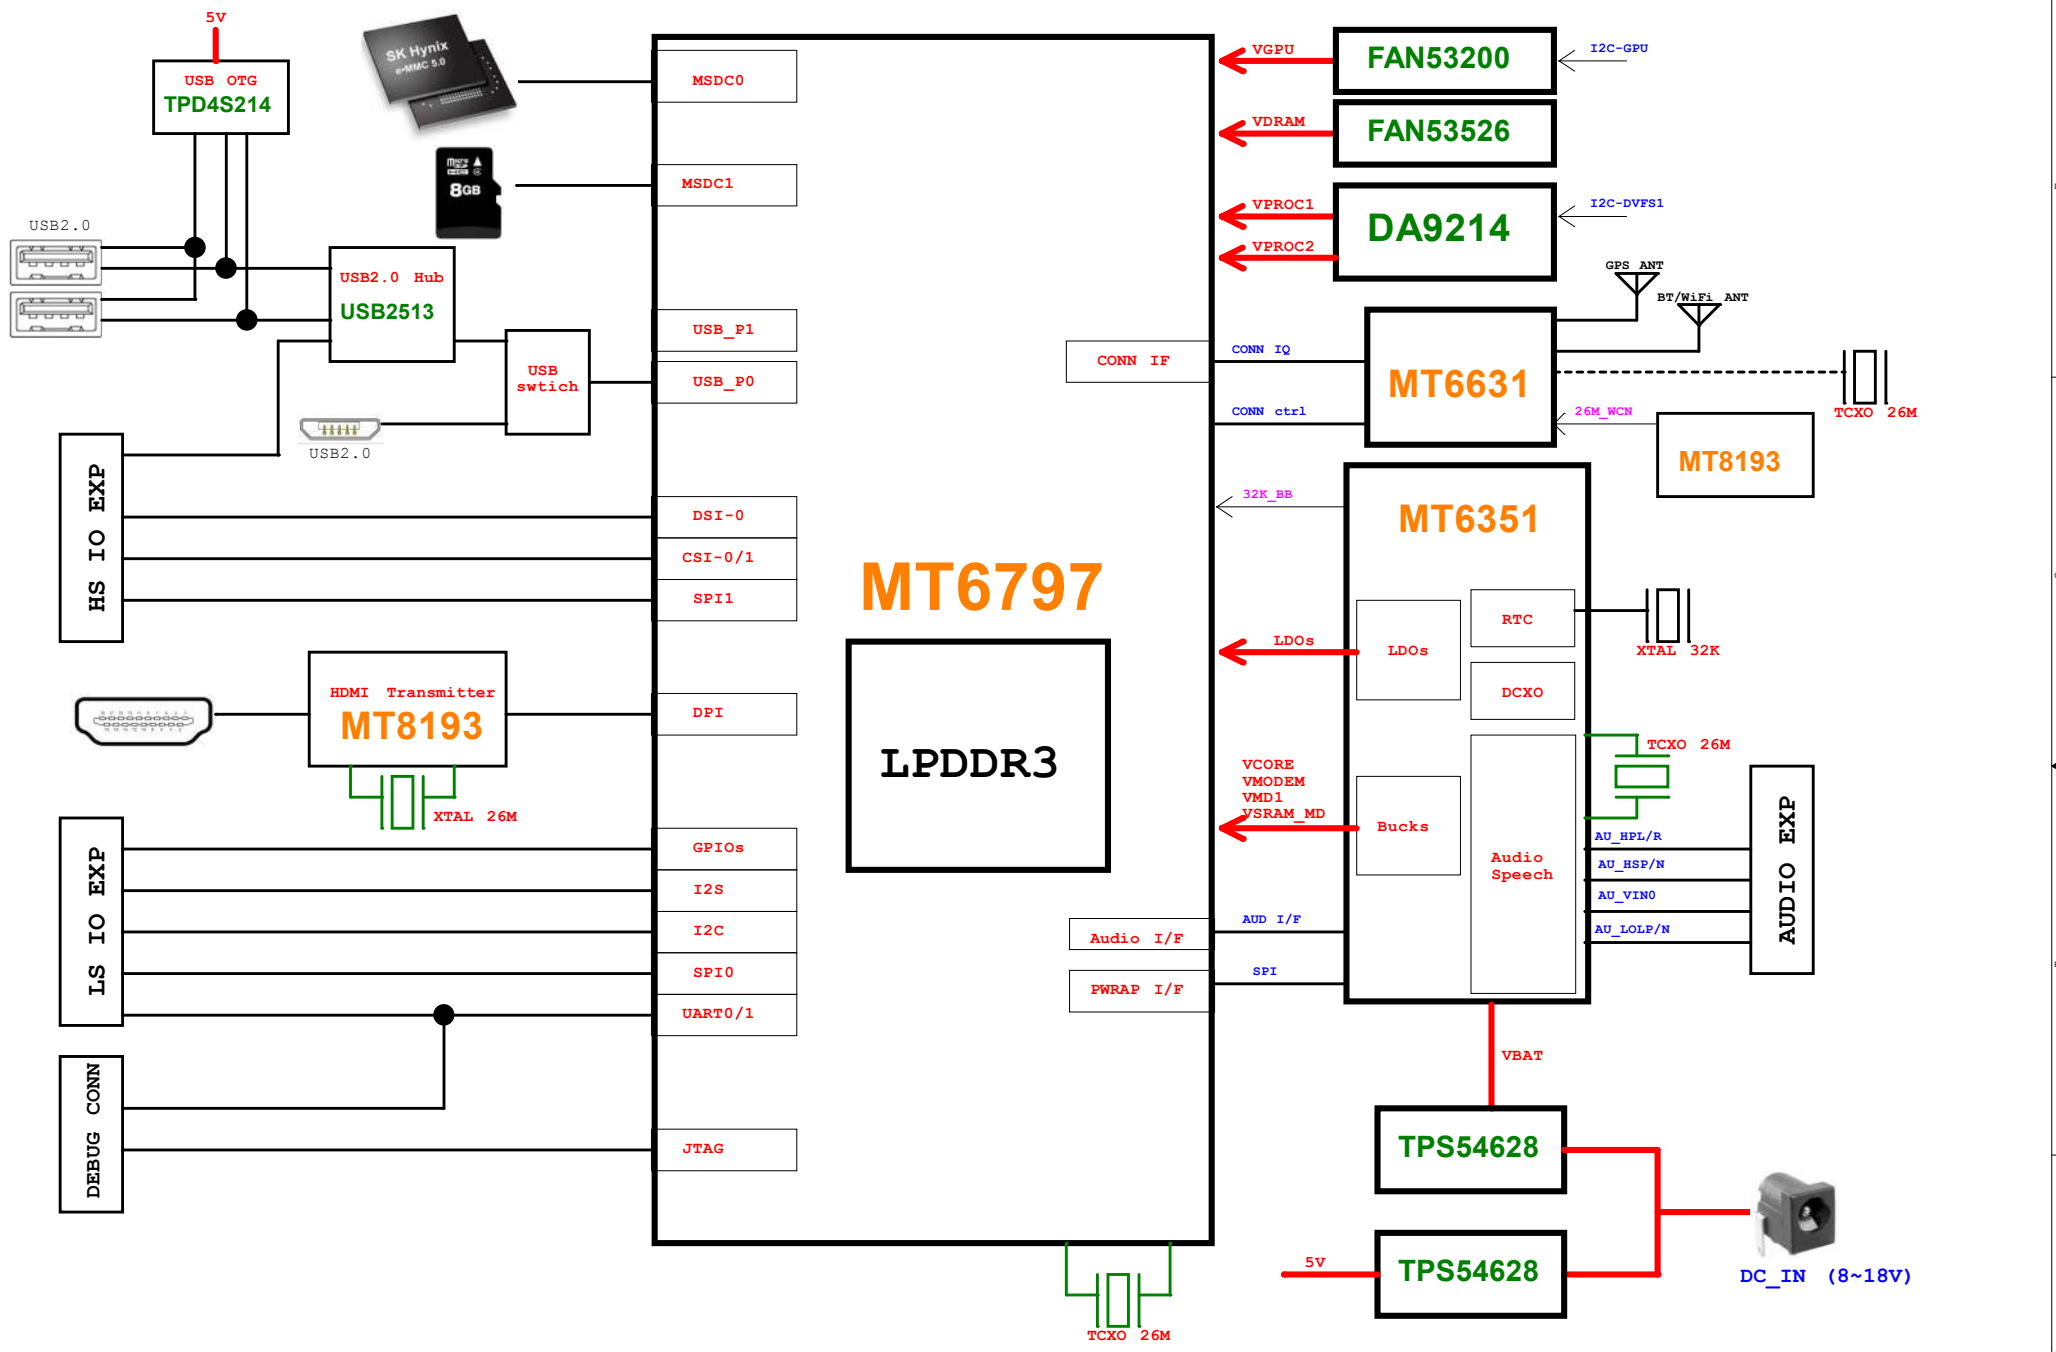 5V
USB OTG
TPD4S214
SK Hynix
e-MMC 5.0
Micro
8GB
USB2.0
USB2.0 Hub
USB2513
USB
swtich
USB2.0
HS IO EXP
HDMI Transmitter
MT8193
XTAL 26M
LS IO EXP
DEBUG CONN
MSDC0
MSDC1
USB_P1
USB_P0
DSI-0
CSI-0/1
SPI1
DPI
GPIOs
I2S
I2C
SPI0
UART0/1
JTAG
MT6797
LPDDR3
CONN IF
Audio I/F
PWRAP I/F
TCXO 26M
VGPU
FAN53200
I2C-GPU
VDRAM
FAN53526
VPROC1
VPROC2
DA9214
I2C-DVFS1
GPS ANT
BT/WiFi ANT
CONN IQ
CONN ctrl
MT6631
TCXO 26M
26M_WCN
MT8193
32K_BB
MT6351
LDOs
LDOs
RTC
XTAL 32K
DCXO
TCXO 26M
VCORE
VMODEM
VMD1
VSRAM_MD
Bucks
Audio
Speech
AU_HPL/R
AU_HSP/N
AU_VIN0
AU_LOLP/N
AUDIO EXP
AUD I/F
SPI
VBAT
TPS54628
5V
TPS54628
DC_IN (8~18V)